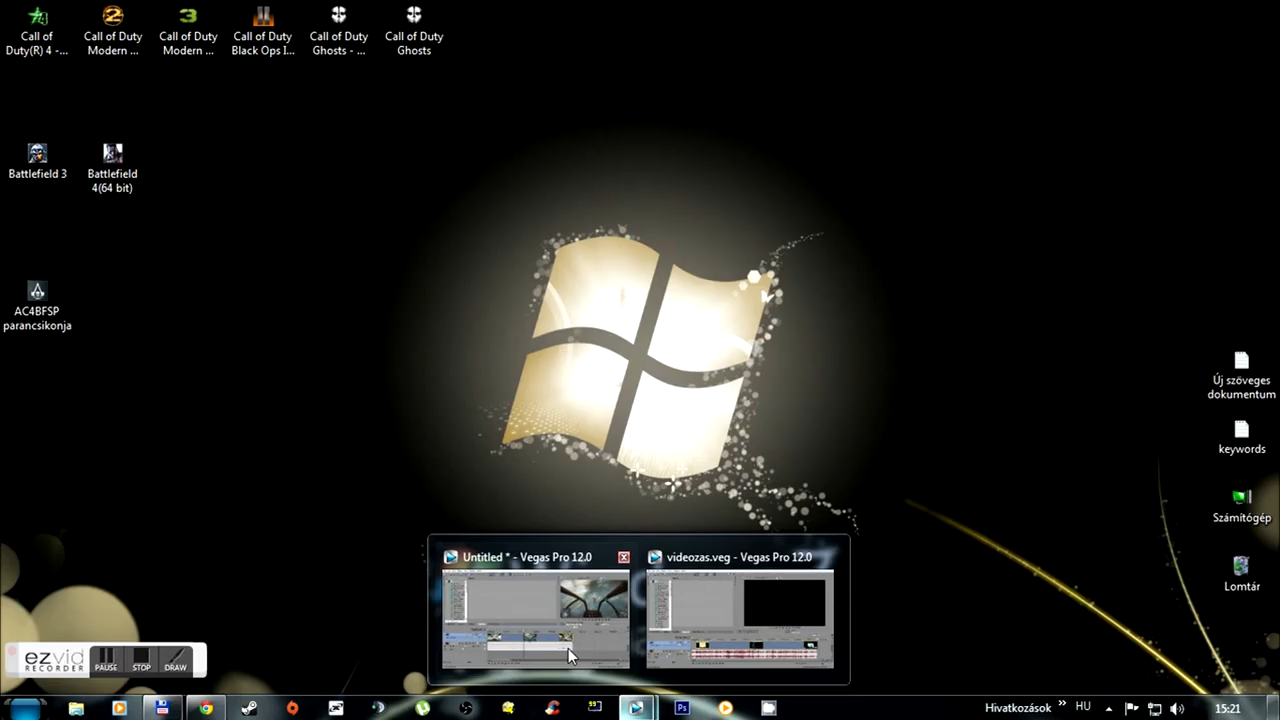 Call of
Duty(R) 4 -...
Call of Duty
Modern ...
Call of Duty
Modern ...
Call of Duty
Black Ops I...
Call of Duty
Ghosts - ...
Call of Duty
Ghosts
Battlefield 3
Battlefield
4(64 bit)
AC4BFSP
parancsikonja
Új szöveges
dokumentum
keywords
Számítógép
Lomtár
Untitled * - Vegas Pro 12.0
videozas.veg - Vegas Pro 12.0
ezvid
RECORDER
PAUSE
STOP
DRAW
Hivatkozások
HU
15:21